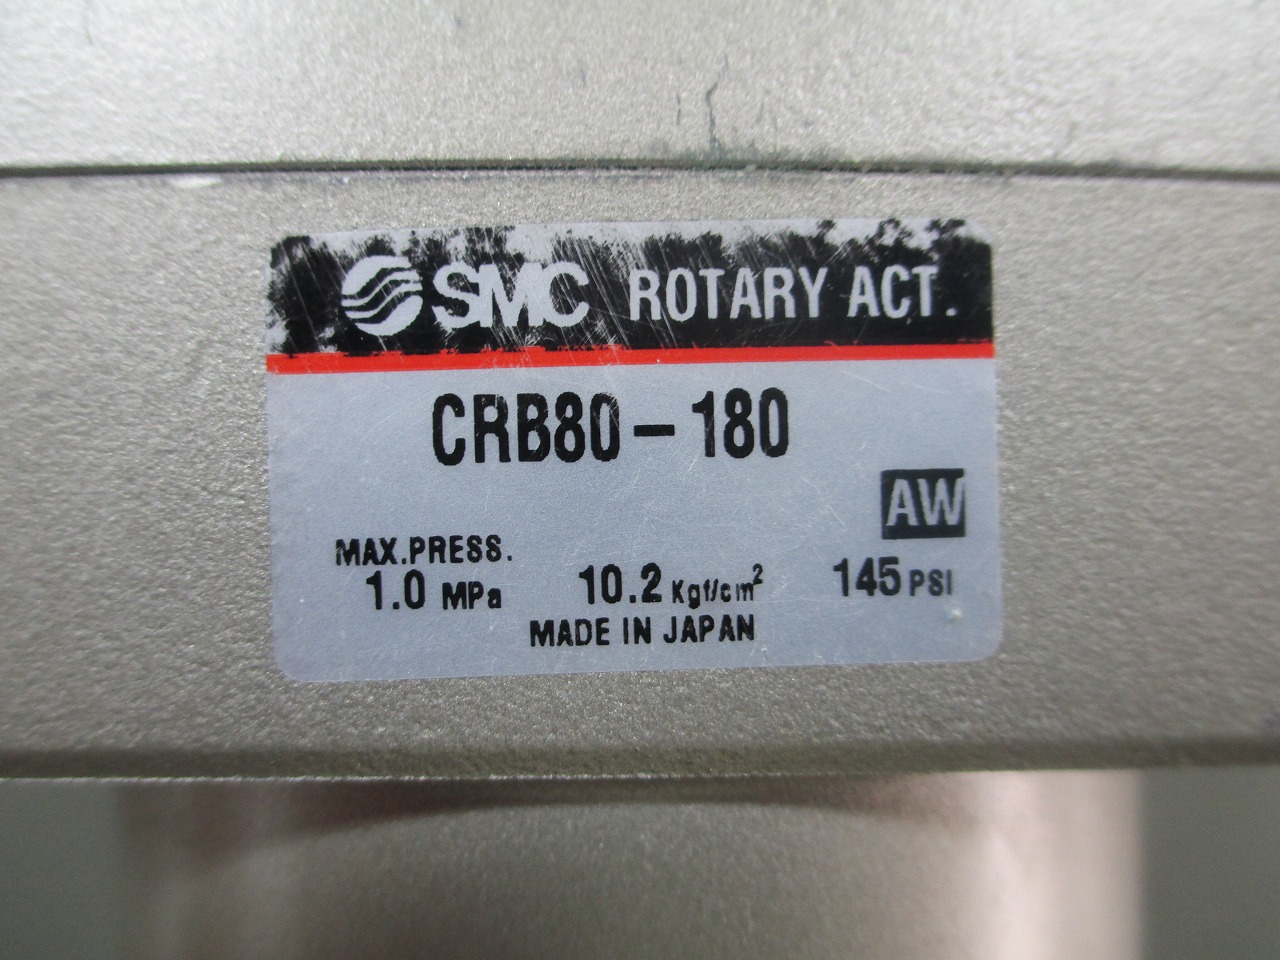 SMC ROTARY ACT.
CRB80-180
AW
MAX.PRESS.
1.0 MPa 10.2 Kgf/cm² 145 PSI
MADE IN JAPAN